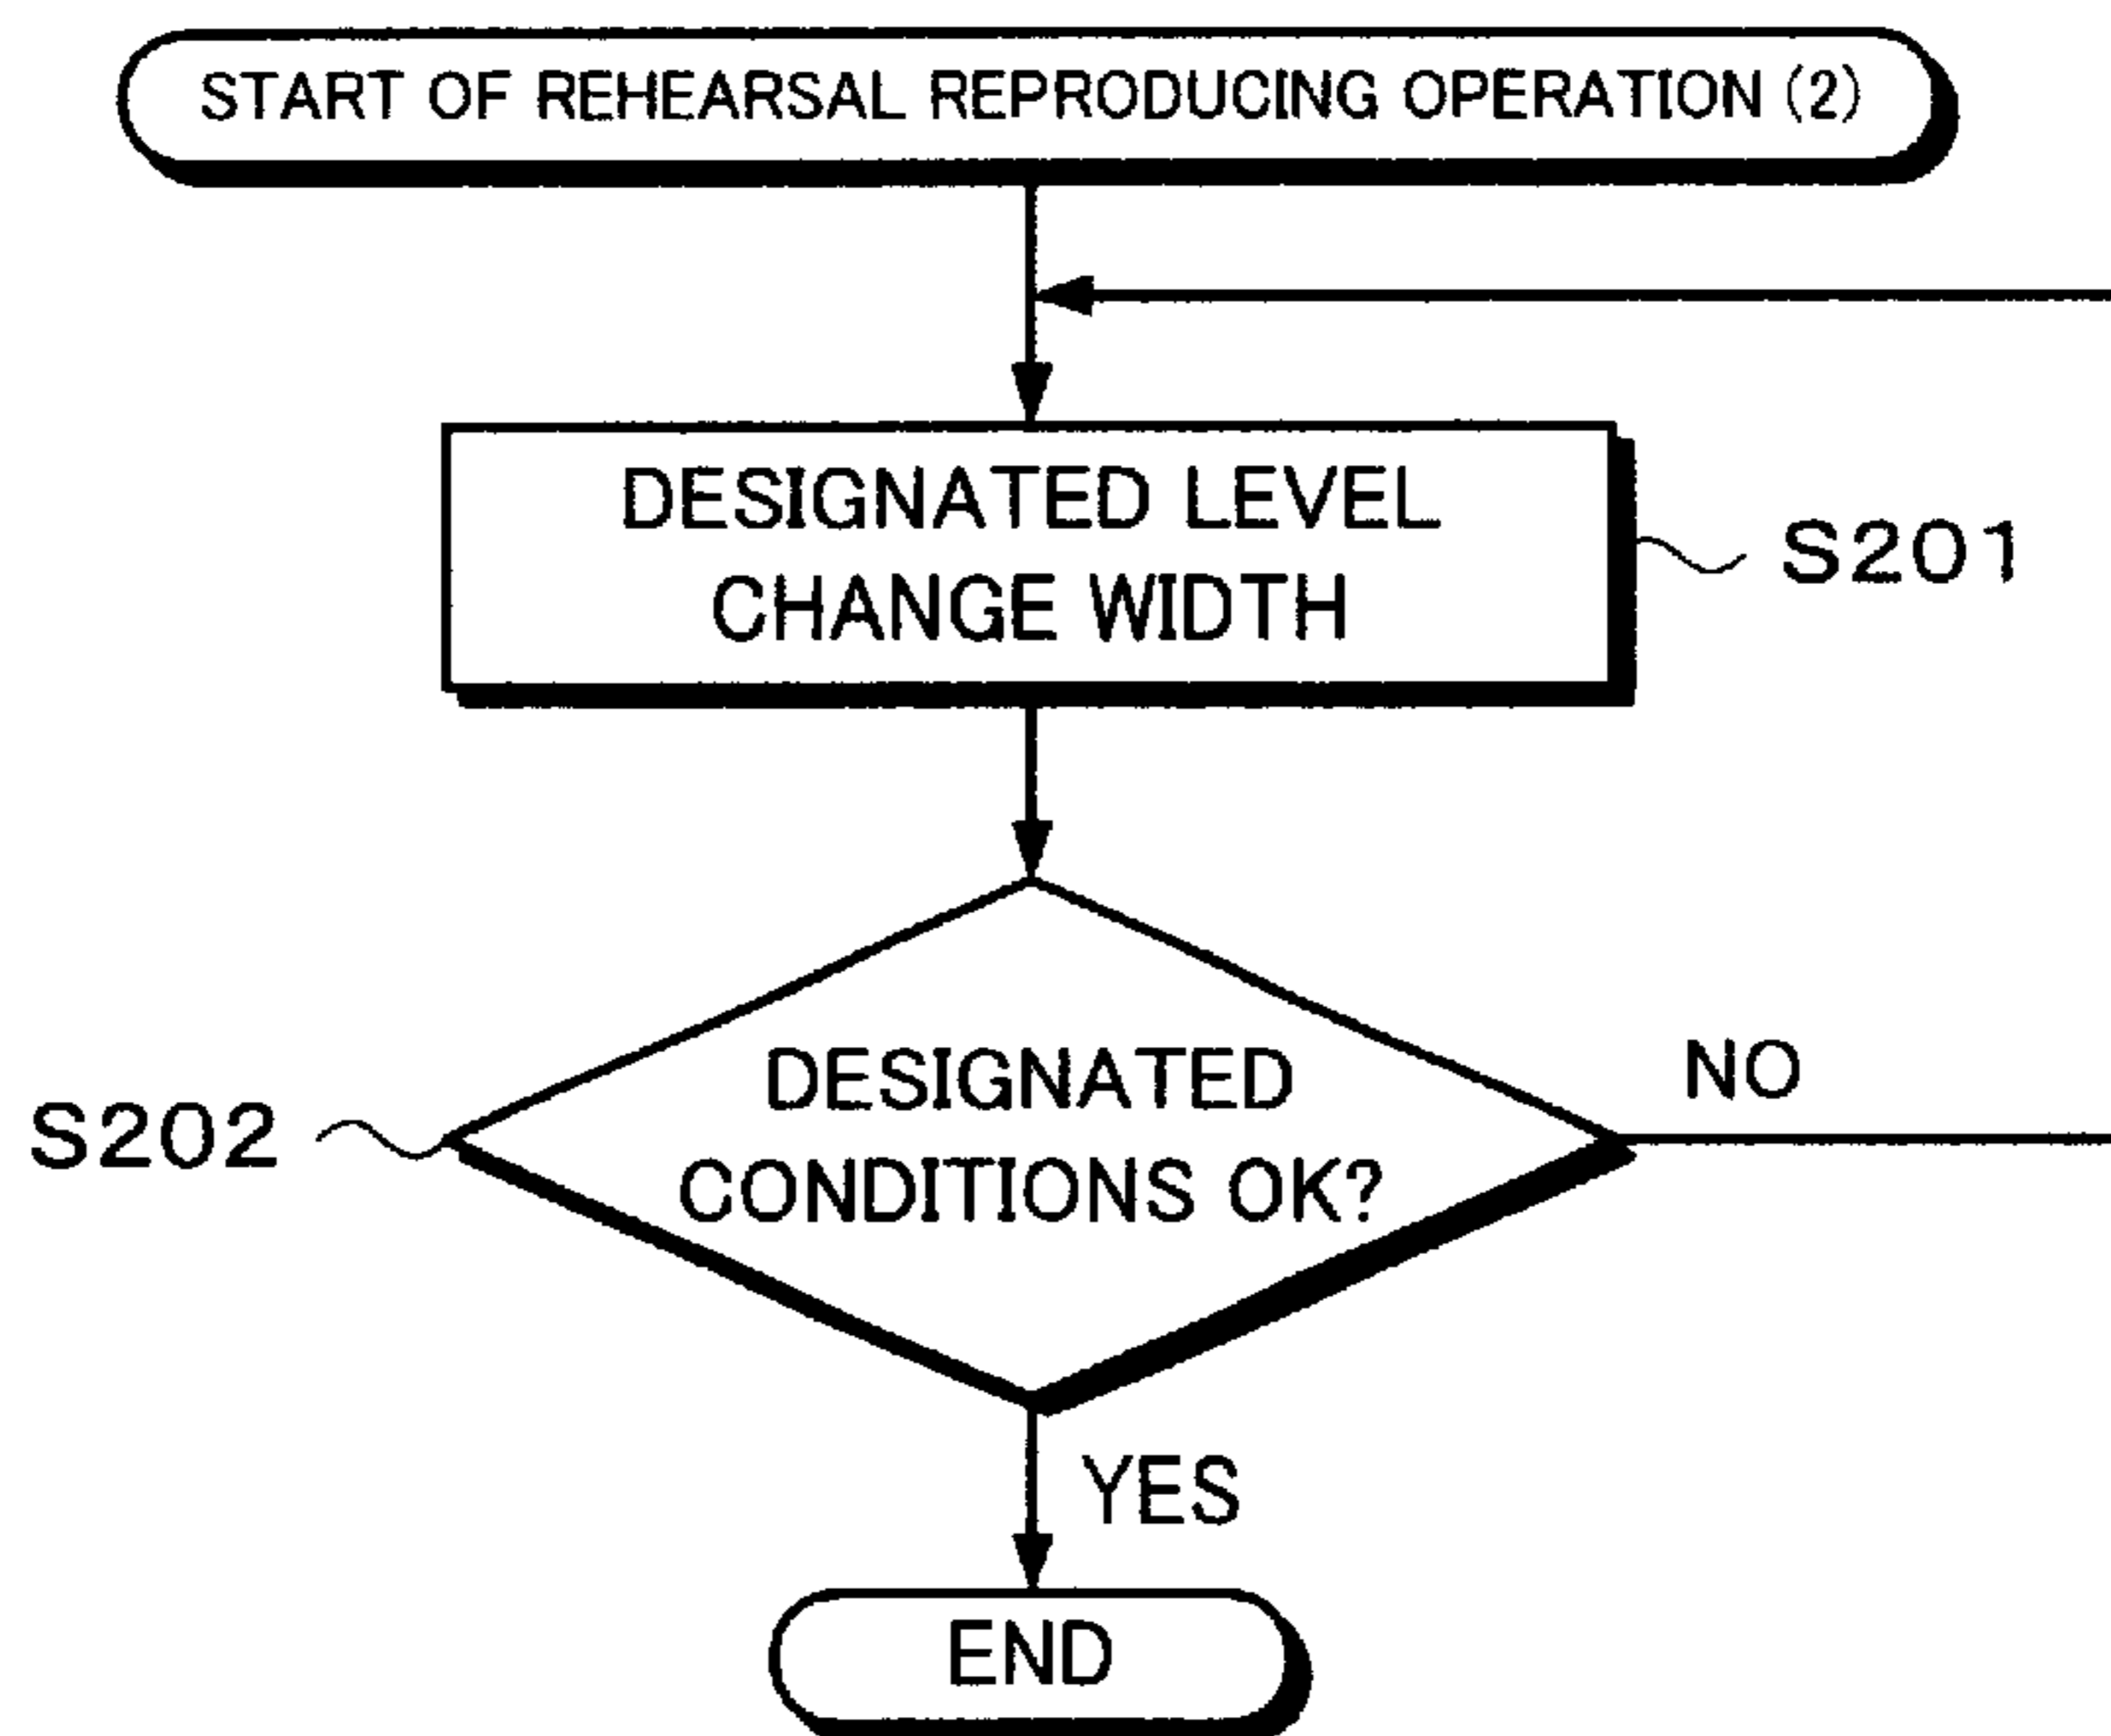 START OF REHEARSAL REPRODUCING OPERATION (2)
DESIGNATED LEVEL
CHANGE WIDTH
S201
DESIGNATED
CONDITIONS OK?
NO
S202
YES
END